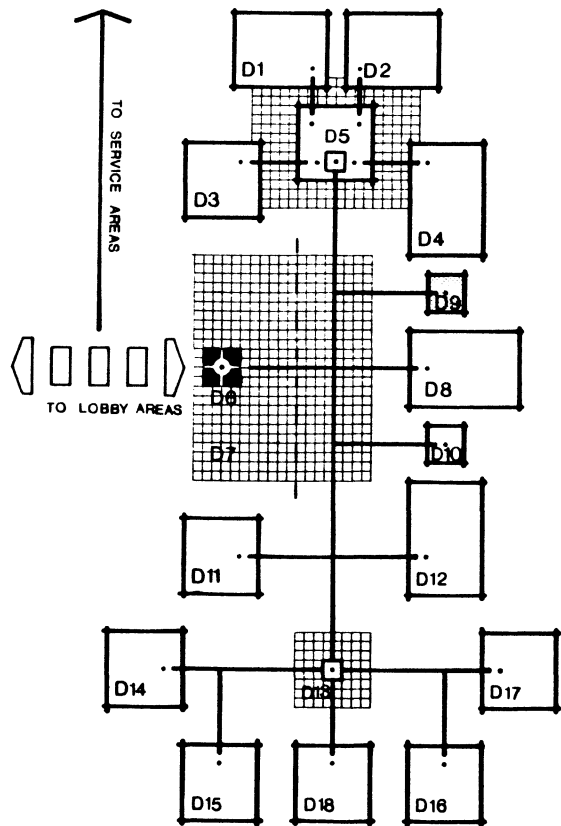 D1
D2
D5
D3
D4
TO SERVICE AREAS
D9
D8
TO LOBBY AREAS
D6
D7
D10
D11
D12
D14
D13
D17
D15
D18
D16